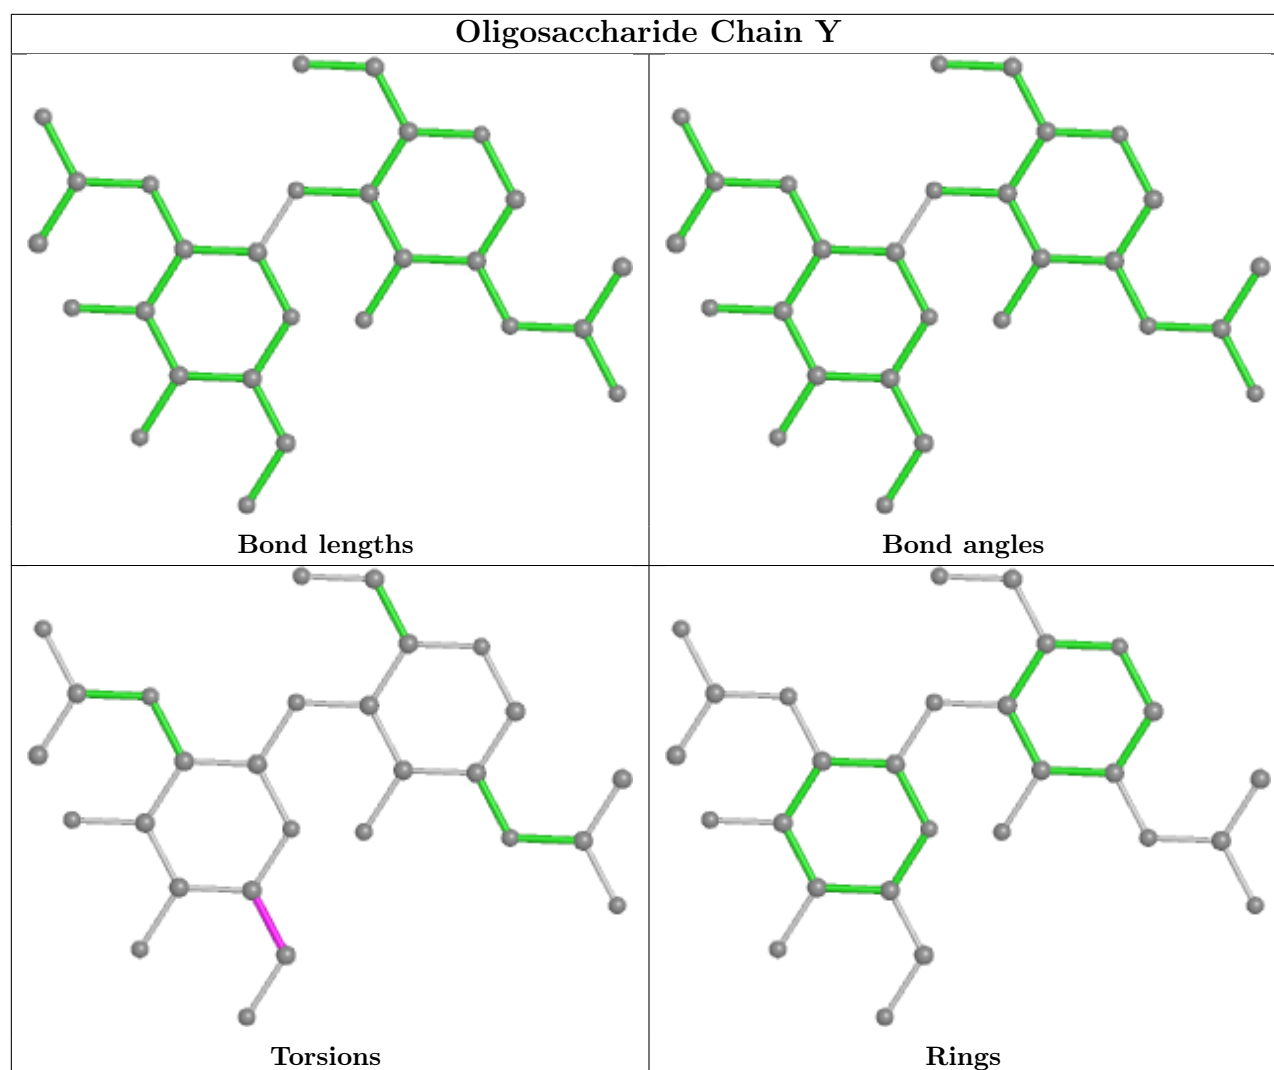 Oligosaccharide Chain Y
Bond lengths
Bond angles
Torsions
Rings